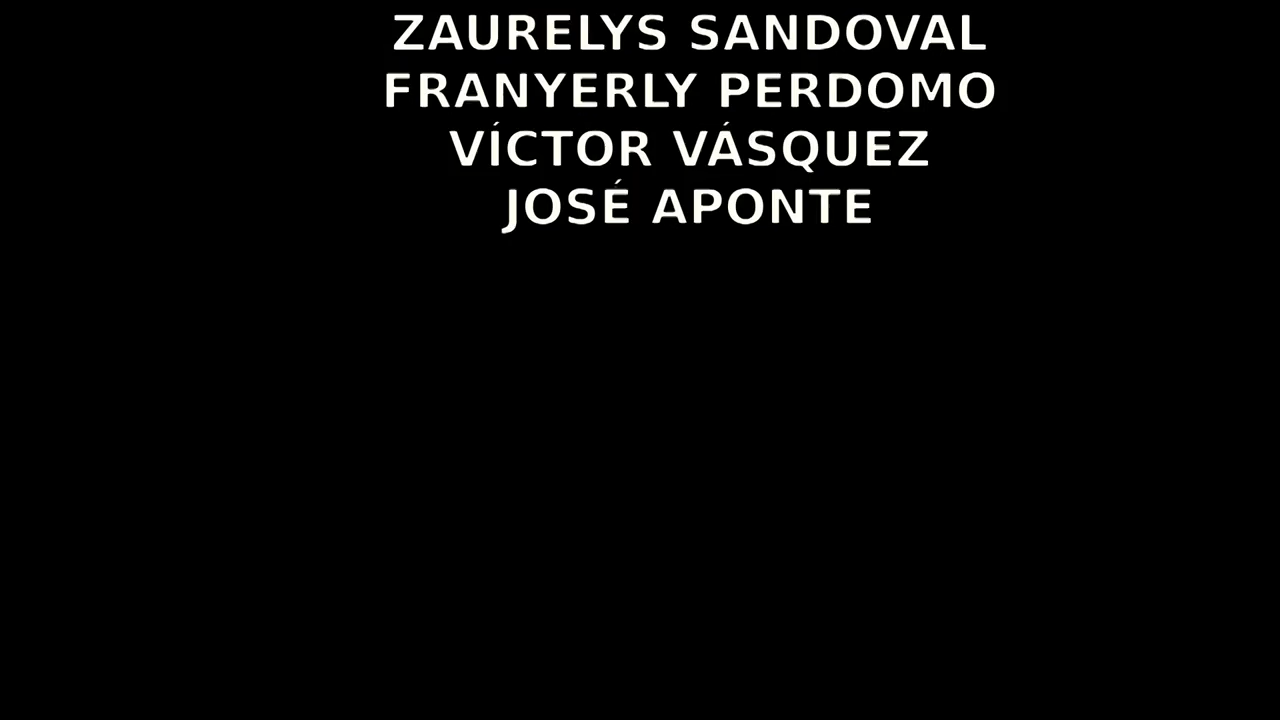 ZAURELYS SANDOVAL
FRANYERLY PERDOMO
VÍCTOR VÁSQUEZ
JOSÉ APONTE